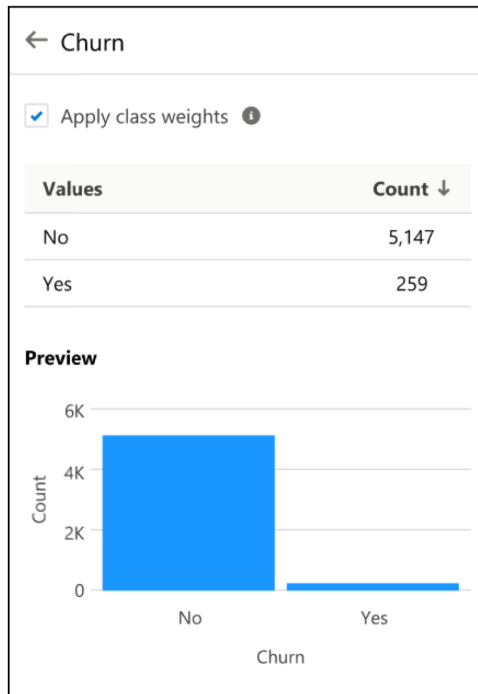 ← Churn
Apply class weights
Values Count ↓
No 5,147
Yes 259
Preview
6K
4K
2K
0
Count
No Yes
Churn